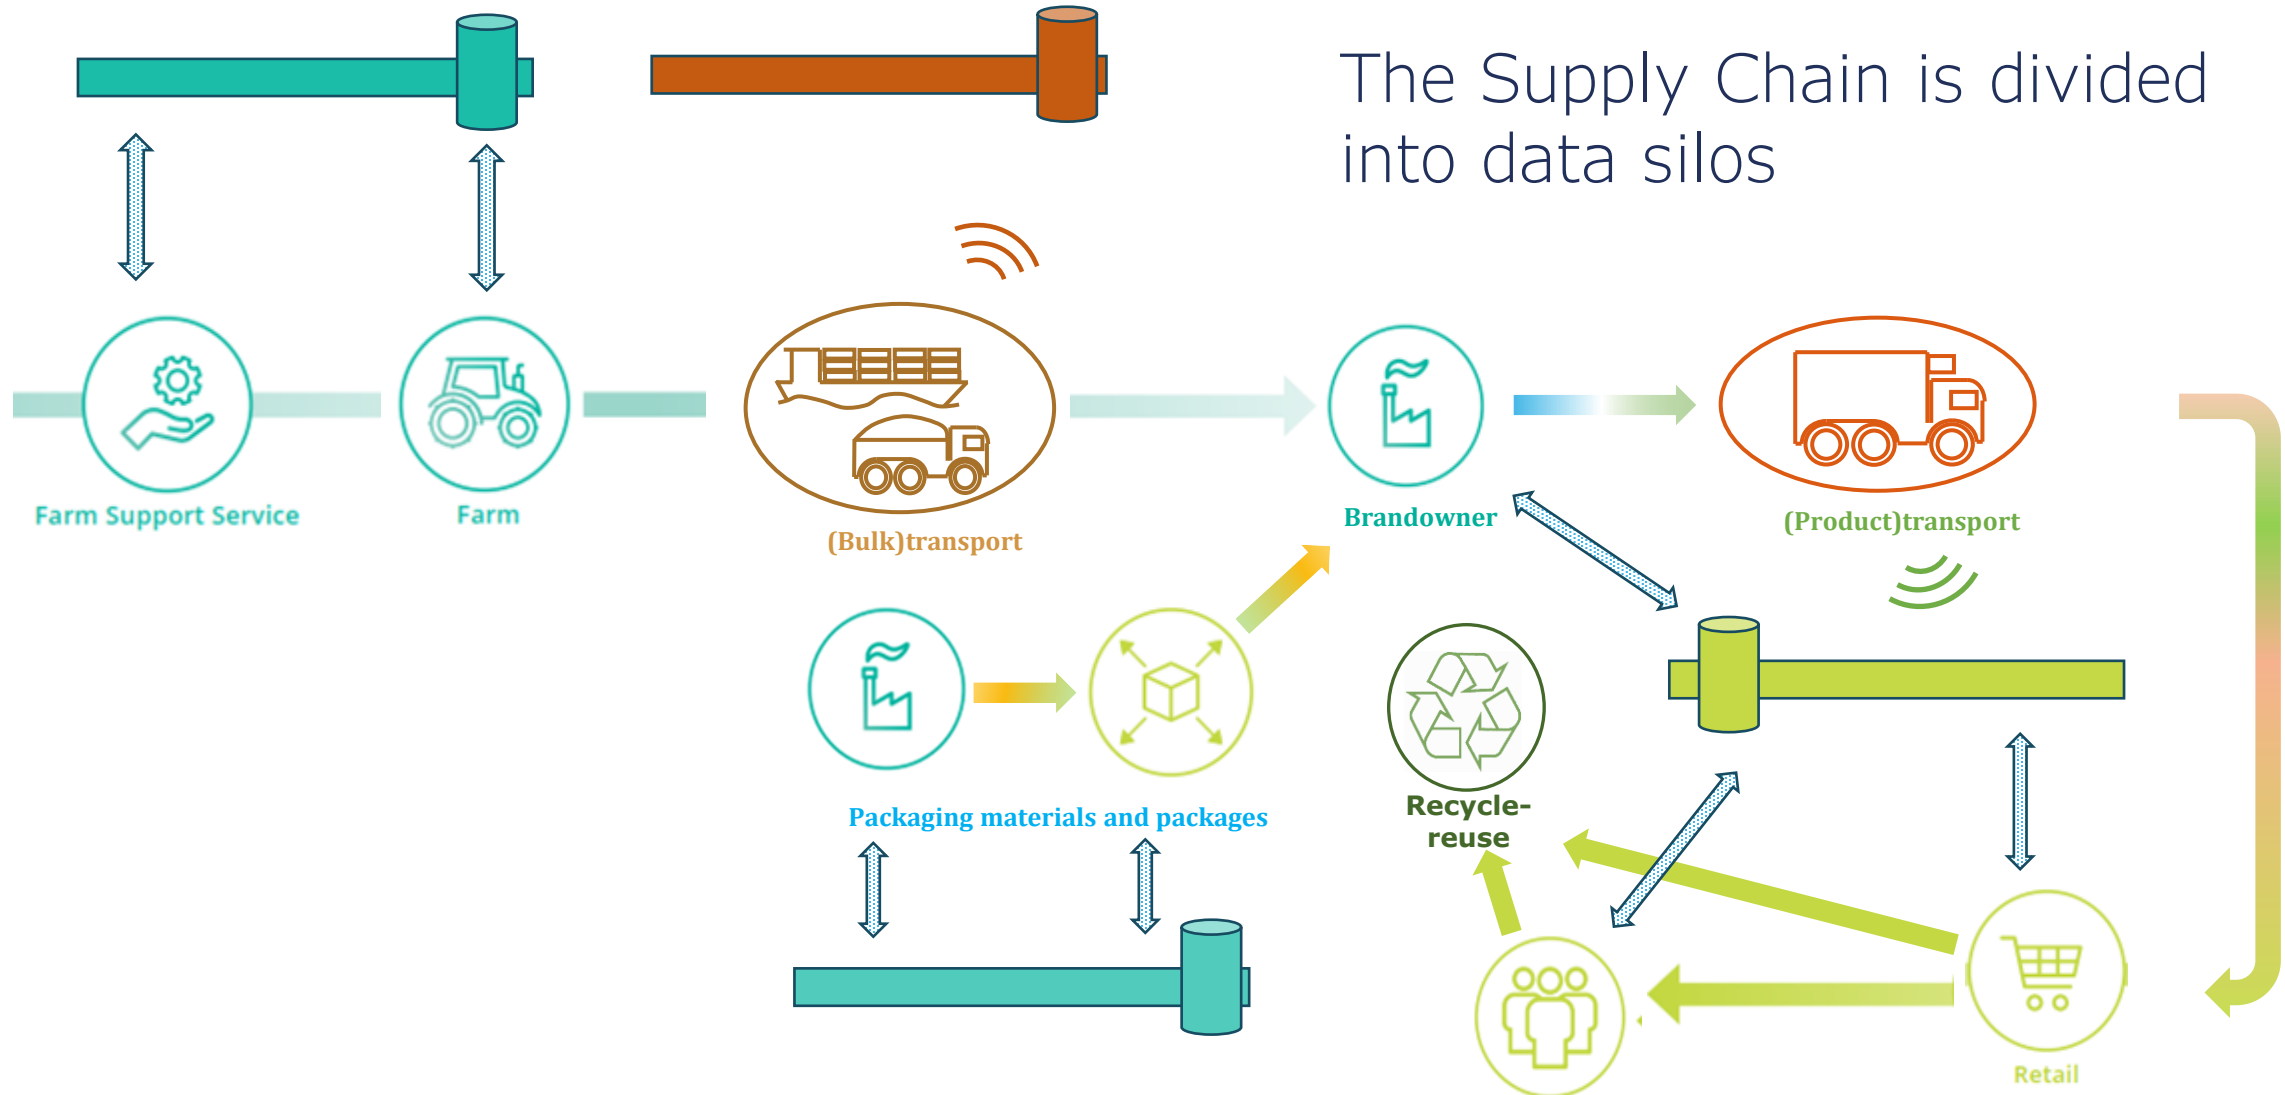 The Supply Chain is divided
into data silos
Farm Support Service
Farm
(Bulk)transport
Brandowner
(Product)transport
Packaging materials and packages
Recycle-
reuse
Retail